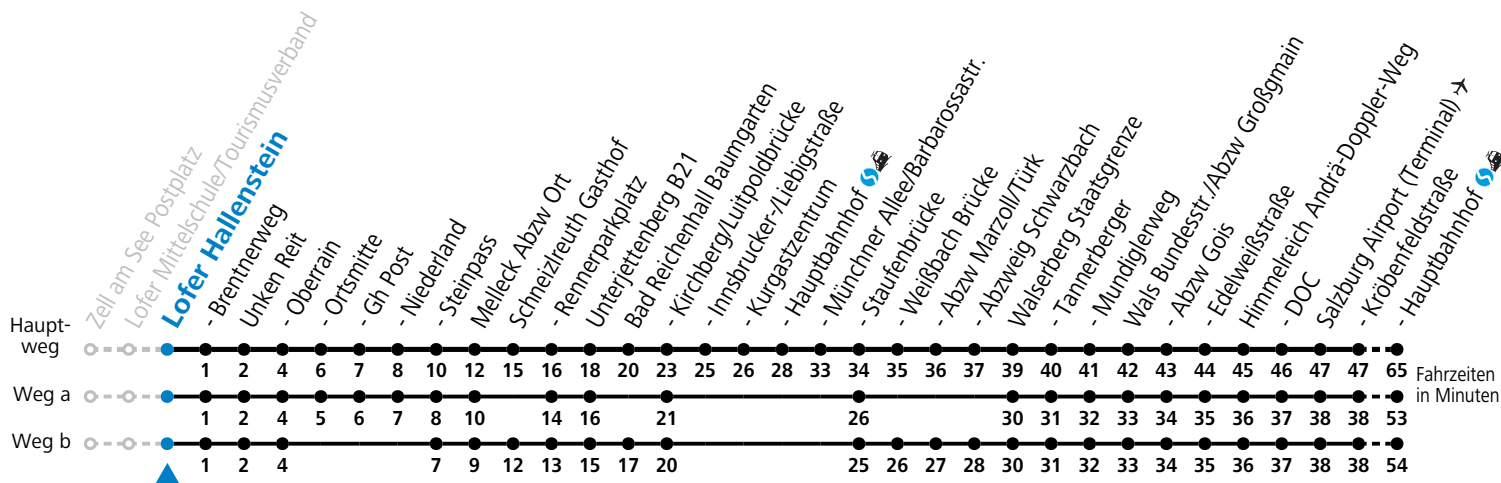 Zell am See Postplatz
Lofer Mittelschule/Tourismusverband
Lofer Hallenstein
- Brentnerweg
Unken Reit
- Oberrain
- Ortsmitte
- Gh Post
- Niederland
- Steinpass
Melleck Abzw Ort
Schneizlreuth Gasthof
- Rennerparkplatz
Unterjettenberg B21
Bad Reichenhall Baumgarten
- Kirchberg/Luitpoldbrücke
- Innsbrucker-/Liebigstraße
- Kurgastzentrum
- Hauptbahnhof
- Münchner Allee/Barbarossastr.
- Staufenbrücke
- Weißbach Brücke
- Abzw Marzoll/Türk
- Abzweig Schwarzbach
Walserberg Staatsgrenze
- Tannerberger
- Mundiglerweg
Wals Bundesstr./Abzw Großgmain
- Abzw Gois
- Edelweißstraße
Himmelreich Andrä-Doppler-Weg
- DOC
Salzburg Airport (Terminal)
- Kröbenfeldstraße
- Hauptbahnhof
Haupt-
weg
1 2 4 6 7 8 10 12 15 16 18 20 23 25 26 28 33 34 35 36 37 39 40 41 42 43 44 45 46 47 47 65
Weg a
1 2 4 5 6 7 8 10 14 16 21 26 30 31 32 33 34 35 36 37 38 38 53
Fahrzeiten
in Minuten
Weg b
1 2 4 7 9 12 13 15 17 20 25 26 27 28 30 31 32 33 34 35 36 37 38 38 54